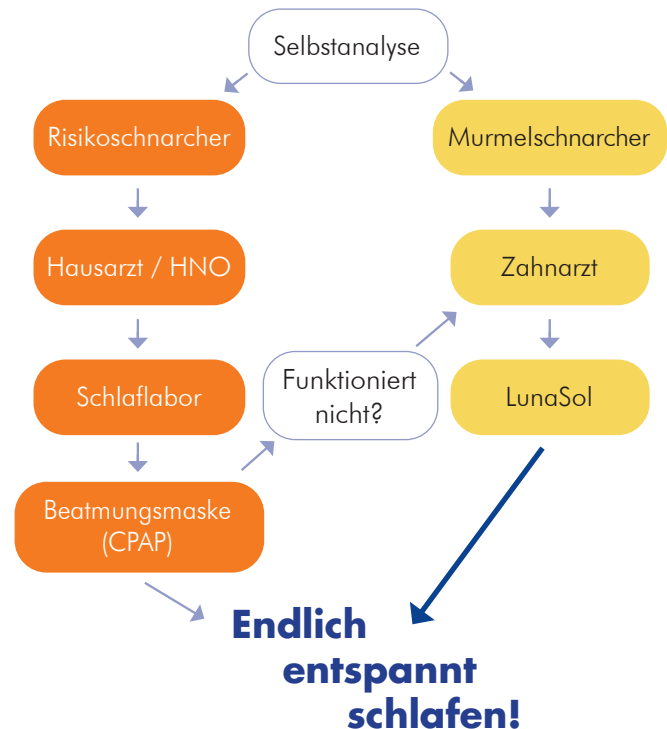 Selbstanalyse
Risikoschnarcher
Murmelschnarcher
Hausarzt / HNO
Zahnarzt
Schlaflabor
Funktioniert
nicht?
LunaSol
Beatmungsmaske
(CPAP)
Endlich
entspannt
schlafen!